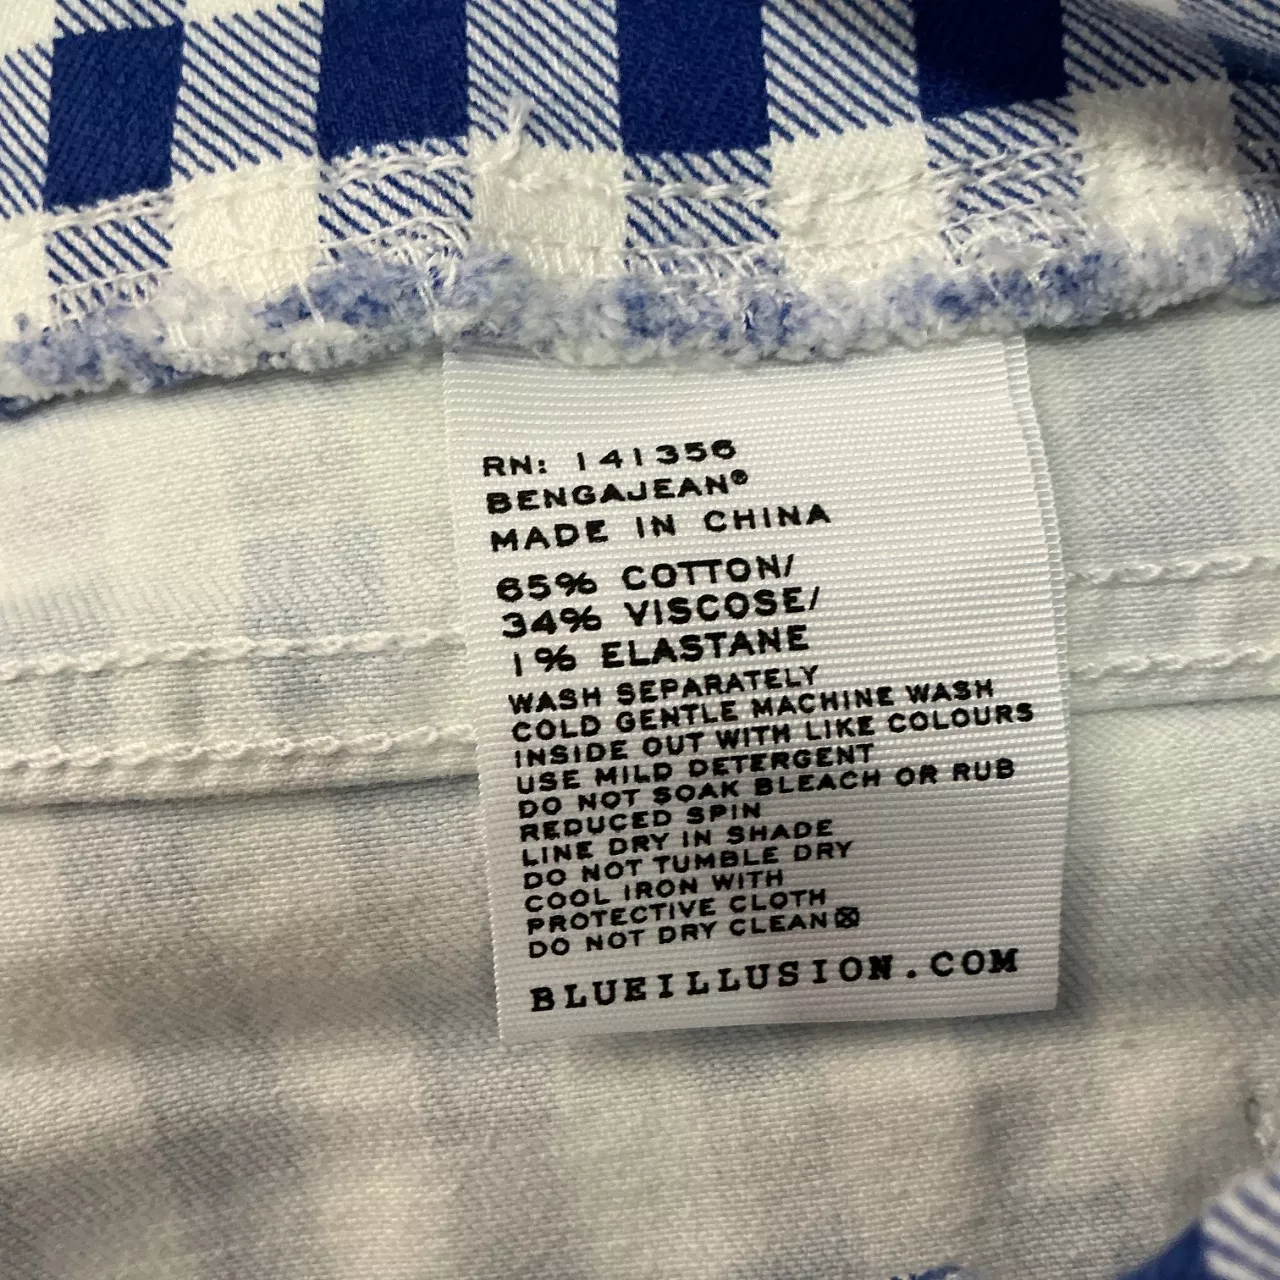 RN: 141356
BENGAJEAN®
MADE IN CHINA
65% COTTON/
34% VISCOSE/
1% ELASTANE
WASH SEPARATELY
COLD GENTLE MACHINE WASH
INSIDE OUT WITH LIKE COLOURS
USE MILD DETERGENT
DO NOT SOAK BLEACH OR RUB
REDUCED SPIN
LINE DRY IN SHADE
DO NOT TUMBLE DRY
COOL IRON WITH
PROTECTIVE CLOTH
DO NOT DRY CLEAN
BLUEILLUSION.COM